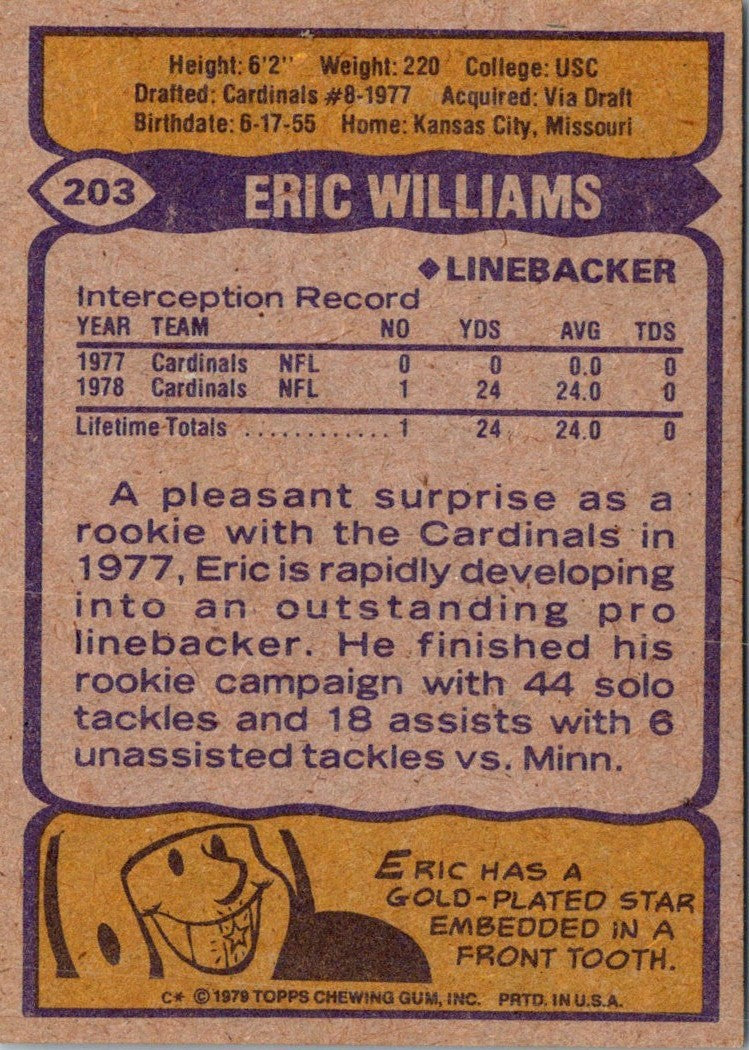 Height: 6'2" Weight: 220 College: USC
Drafted: Cardinals #8-1977 Acquired: Via Draft
Birthdate: 6-17-55 Home: Kansas City, Missouri
203 ERIC WILLIAMS
◆LINEBACKER
Interception Record
YEAR TEAM NO YDS AVG TDS
1977 Cardinals NFL 0 0 0.0 0
1978 Cardinals NFL 1 24 24.0 0
Lifetime Totals ............ 1 24 24.0 0
A pleasant surprise as a
rookie with the Cardinals in
1977, Eric is rapidly developing
into an outstanding pro
linebacker. He finished his
rookie campaign with 44 solo
tackles and 18 assists with 6
unassisted tackles vs. Minn.
ERIC HAS A
GOLD-PLATED STAR
EMBEDDED IN A
FRONT TOOTH.
C* © 1979 TOPPS CHEWING GUM, INC. PRTD. IN U.S.A.